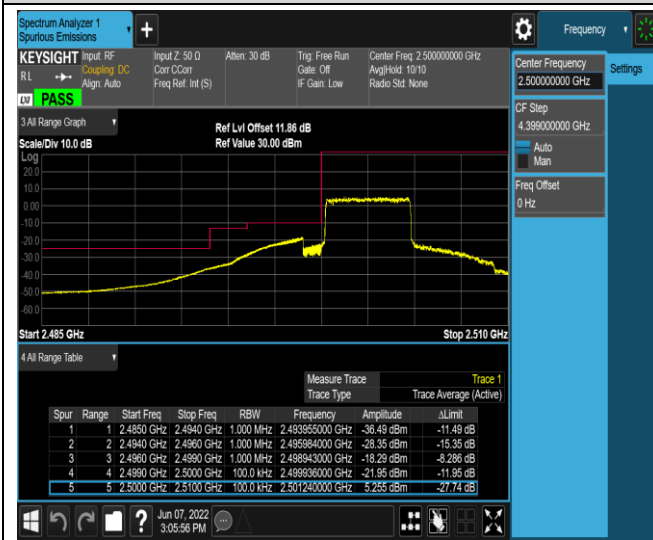 Spectrum Analyzer 1
Spurious Emissions
+
Frequency
KEYSIGHT Input: RF Input Z: 50 Ω Atten: 30 dB Trig: Free Run Center Freq: 2.500000000 GHz
R L Coupling: DC Corr CCorr Gate: Off Avg|Hold: 10/10
Align: Auto Freq Ref: Int (S) IF Gain: Low Radio Std: None
LXI PASS
Center Frequency
2.500000000 GHz
Settings
CF Step
4.399000000 GHz
Auto
Man
Freq Offset
0 Hz
3 All Range Graph
Ref Lvl Offset 11.86 dB
Scale/Div 10.0 dB Ref Value 30.00 dBm
Log
20.0
10.0
0.00
-10.0
-20.0
-30.0
-40.0
-50.0
-60.0
Start 2.485 GHz Stop 2.510 GHz
4 All Range Table
Measure Trace Trace 1
Trace Type Trace Average (Active)
Spur Range Start Freq Stop Freq RBW Frequency Amplitude ΔLimit
1 1 2.4850 GHz 2.4940 GHz 1.000 MHz 2.493955000 GHz -36.49 dBm -11.49 dB
2 2 2.4940 GHz 2.4960 GHz 1.000 MHz 2.495984000 GHz -28.35 dBm -15.35 dB
3 3 2.4960 GHz 2.4990 GHz 1.000 MHz 2.498943000 GHz -18.29 dBm -8.286 dB
4 4 2.4990 GHz 2.5000 GHz 100.0 kHz 2.499936000 GHz -21.95 dBm -11.95 dB
5 5 2.5000 GHz 2.5100 GHz 100.0 kHz 2.501240000 GHz 5.255 dBm -27.74 dB
? Jun 07, 2022
3:05:56 PM